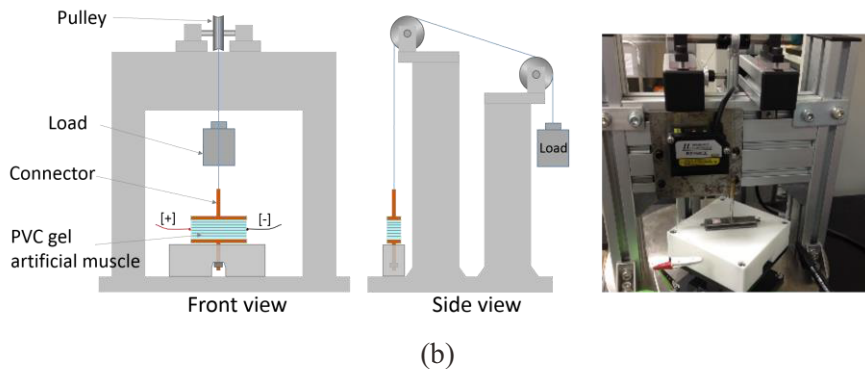 Pulley
Load
Connector
[+]
[-]
PVC gel
artificial muscle
Front view
Load
Side view
(b)